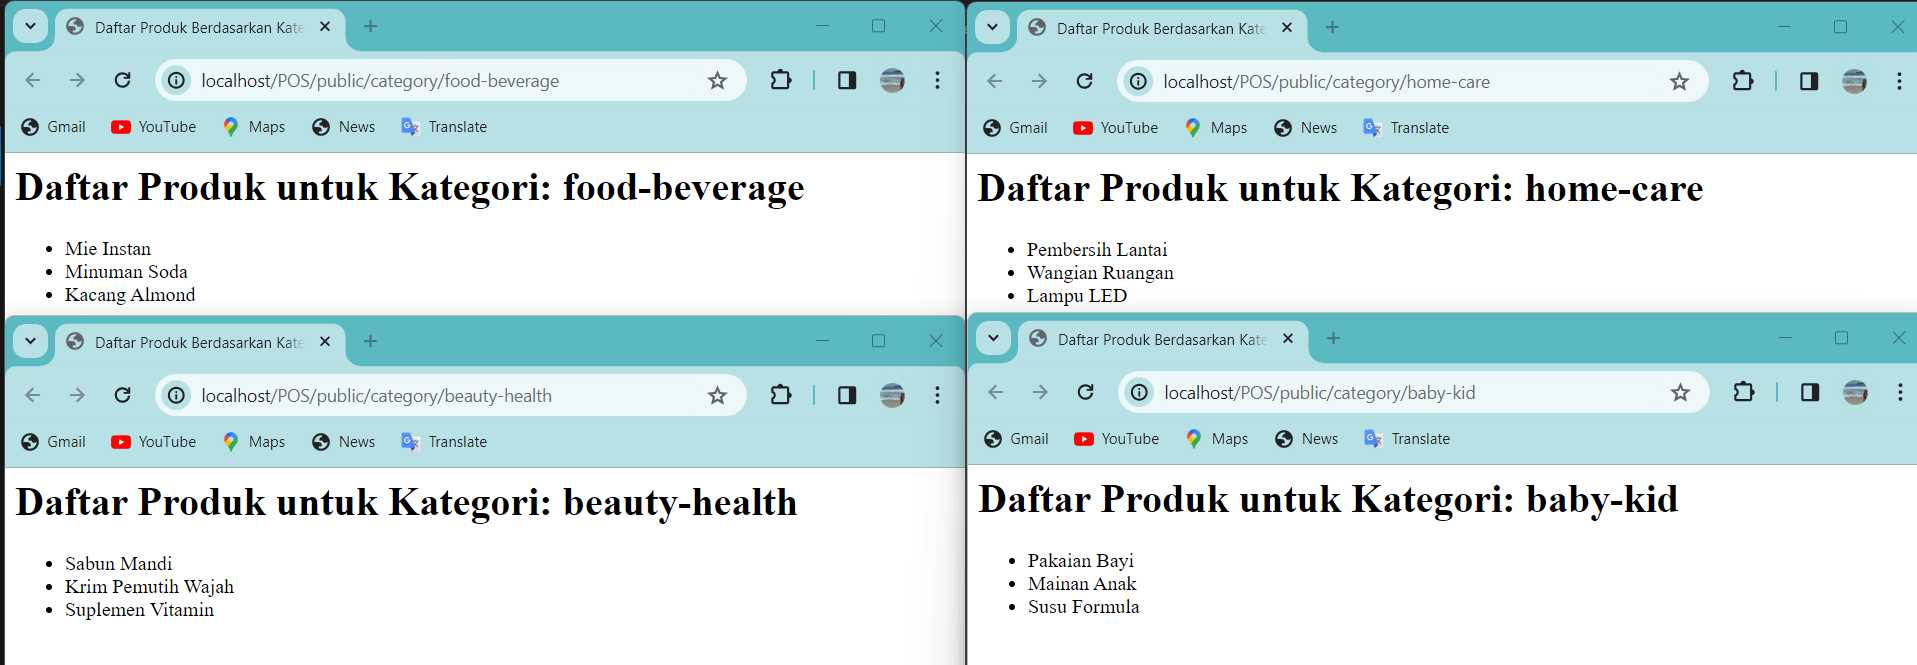 Daftar Produk Berdasarkan Kate
localhost/POS/public/category/food-beverage
Gmail YouTube Maps News Translate
Daftar Produk untuk Kategori: food-beverage
Mie Instan
Minuman Soda
Kacang Almond
Daftar Produk Berdasarkan Kate
localhost/POS/public/category/home-care
Gmail YouTube Maps News Translate
Daftar Produk untuk Kategori: home-care
Pembersih Lantai
Wangian Ruangan
Lampu LED
Daftar Produk Berdasarkan Kate
localhost/POS/public/category/beauty-health
Gmail YouTube Maps News Translate
Daftar Produk untuk Kategori: beauty-health
Sabun Mandi
Krim Pemutih Wajah
Suplemen Vitamin
Daftar Produk Berdasarkan Kate
localhost/POS/public/category/baby-kid
Gmail YouTube Maps News Translate
Daftar Produk untuk Kategori: baby-kid
Pakaian Bayi
Mainan Anak
Susu Formula